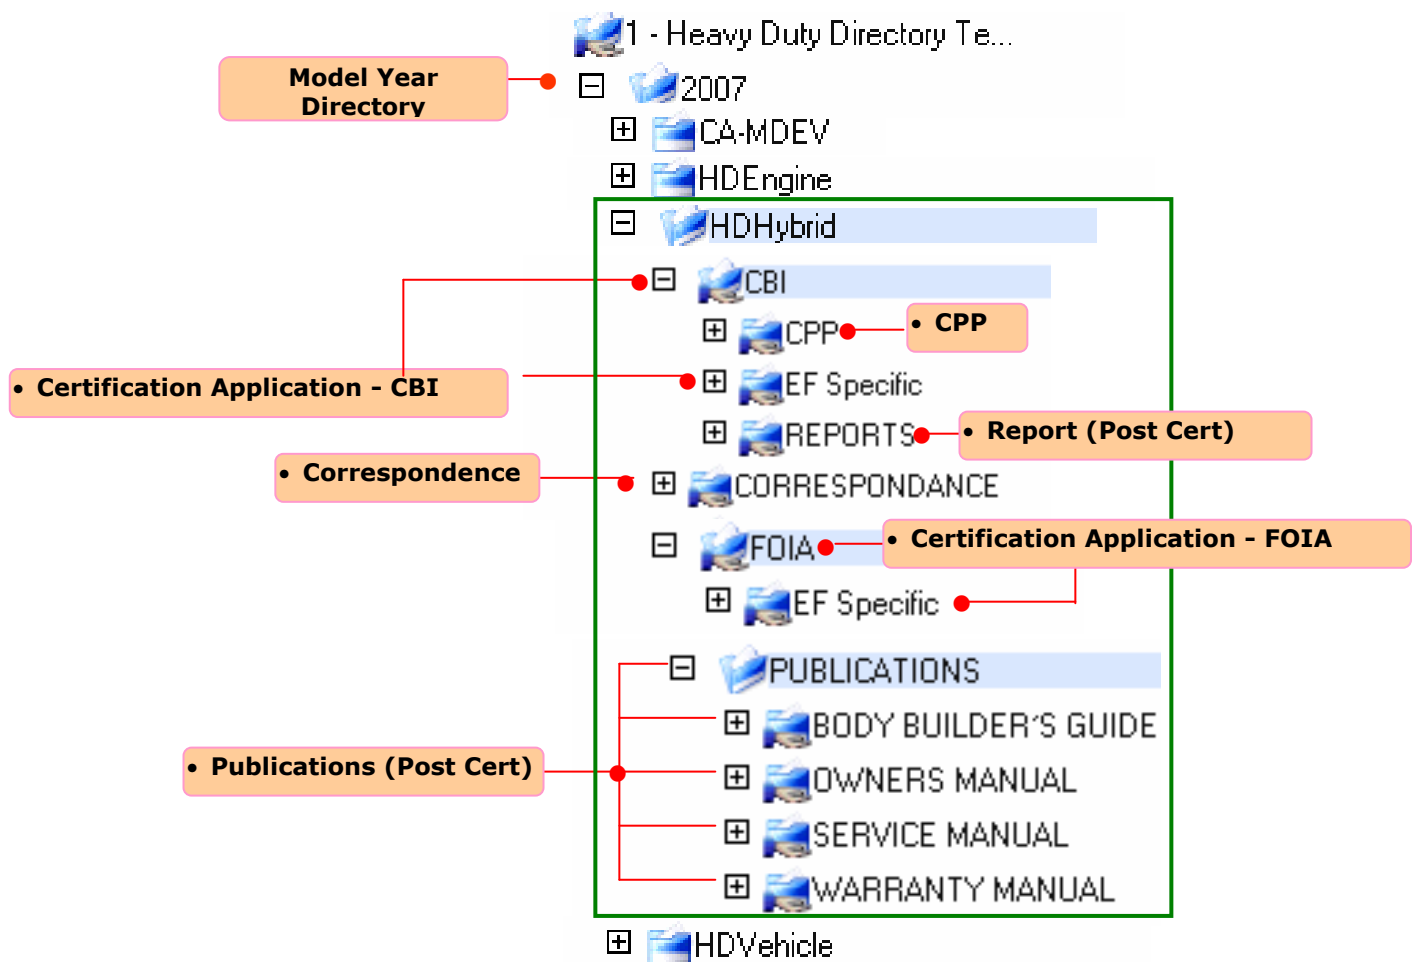 1 - Heavy Duty Directory Te...
Model Year
Directory
2007
CA-MDEV
HDEngine
HDHybrid
CBI
CPP
• CPP
• Certification Application - CBI
EF Specific
REPORTS
• Report (Post Cert)
• Correspondence
CORRESPONDANCE
FOIA
• Certification Application - FOIA
EF Specific
PUBLICATIONS
BODY BUILDER'S GUIDE
• Publications (Post Cert)
OWNERS MANUAL
SERVICE MANUAL
WARRANTY MANUAL
HDVehicle